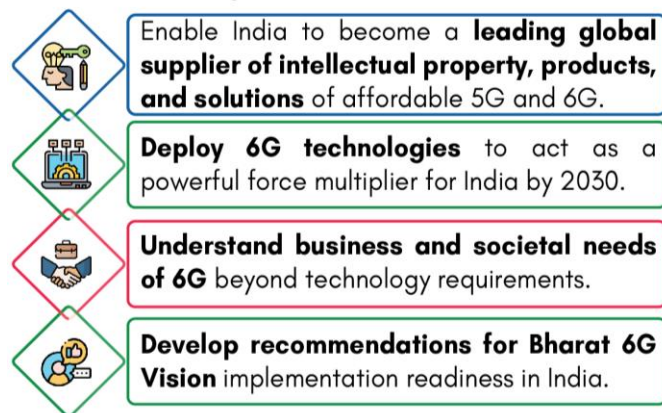 Enable India to become a leading global
supplier of intellectual property, products,
and solutions of affordable 5G and 6G.
Deploy 6G technologies to act as a
powerful force multiplier for India by 2030.
Understand business and societal needs
of 6G beyond technology requirements.
Develop recommendations for Bharat 6G
Vision implementation readiness in India.